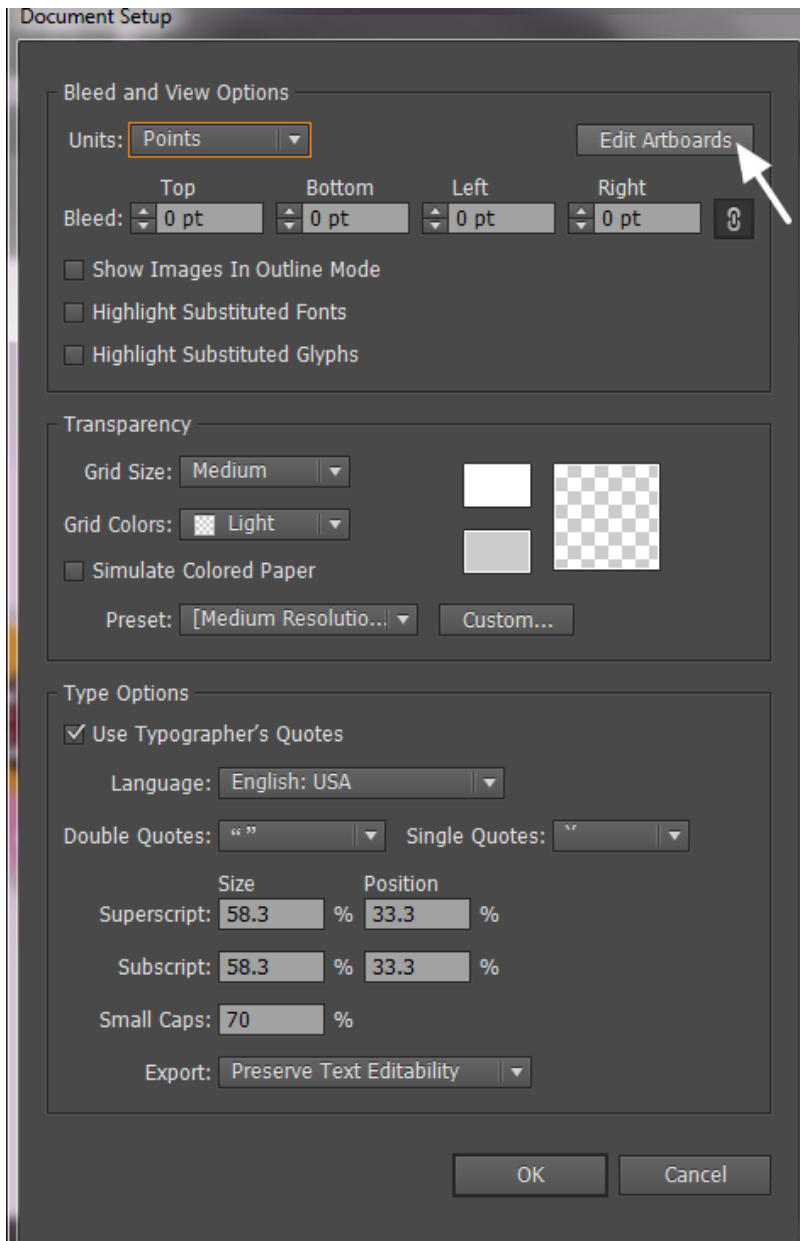 Document Setup
Bleed and View Options
Units: Points Edit Artboards
Top Bottom Left Right
Bleed: 0 pt 0 pt 0 pt 0 pt
Show Images In Outline Mode
Highlight Substituted Fonts
Highlight Substituted Glyphs
Transparency
Grid Size: Medium
Grid Colors: Light
Simulate Colored Paper
Preset: [Medium Resolutio... Custom...
Type Options
Use Typographer’s Quotes
Language: English: USA
Double Quotes: “ ” Single Quotes: ‘’
Size Position
Superscript: 58.3 % 33.3 %
Subscript: 58.3 % 33.3 %
Small Caps: 70 %
Export: Preserve Text Editability
OK Cancel